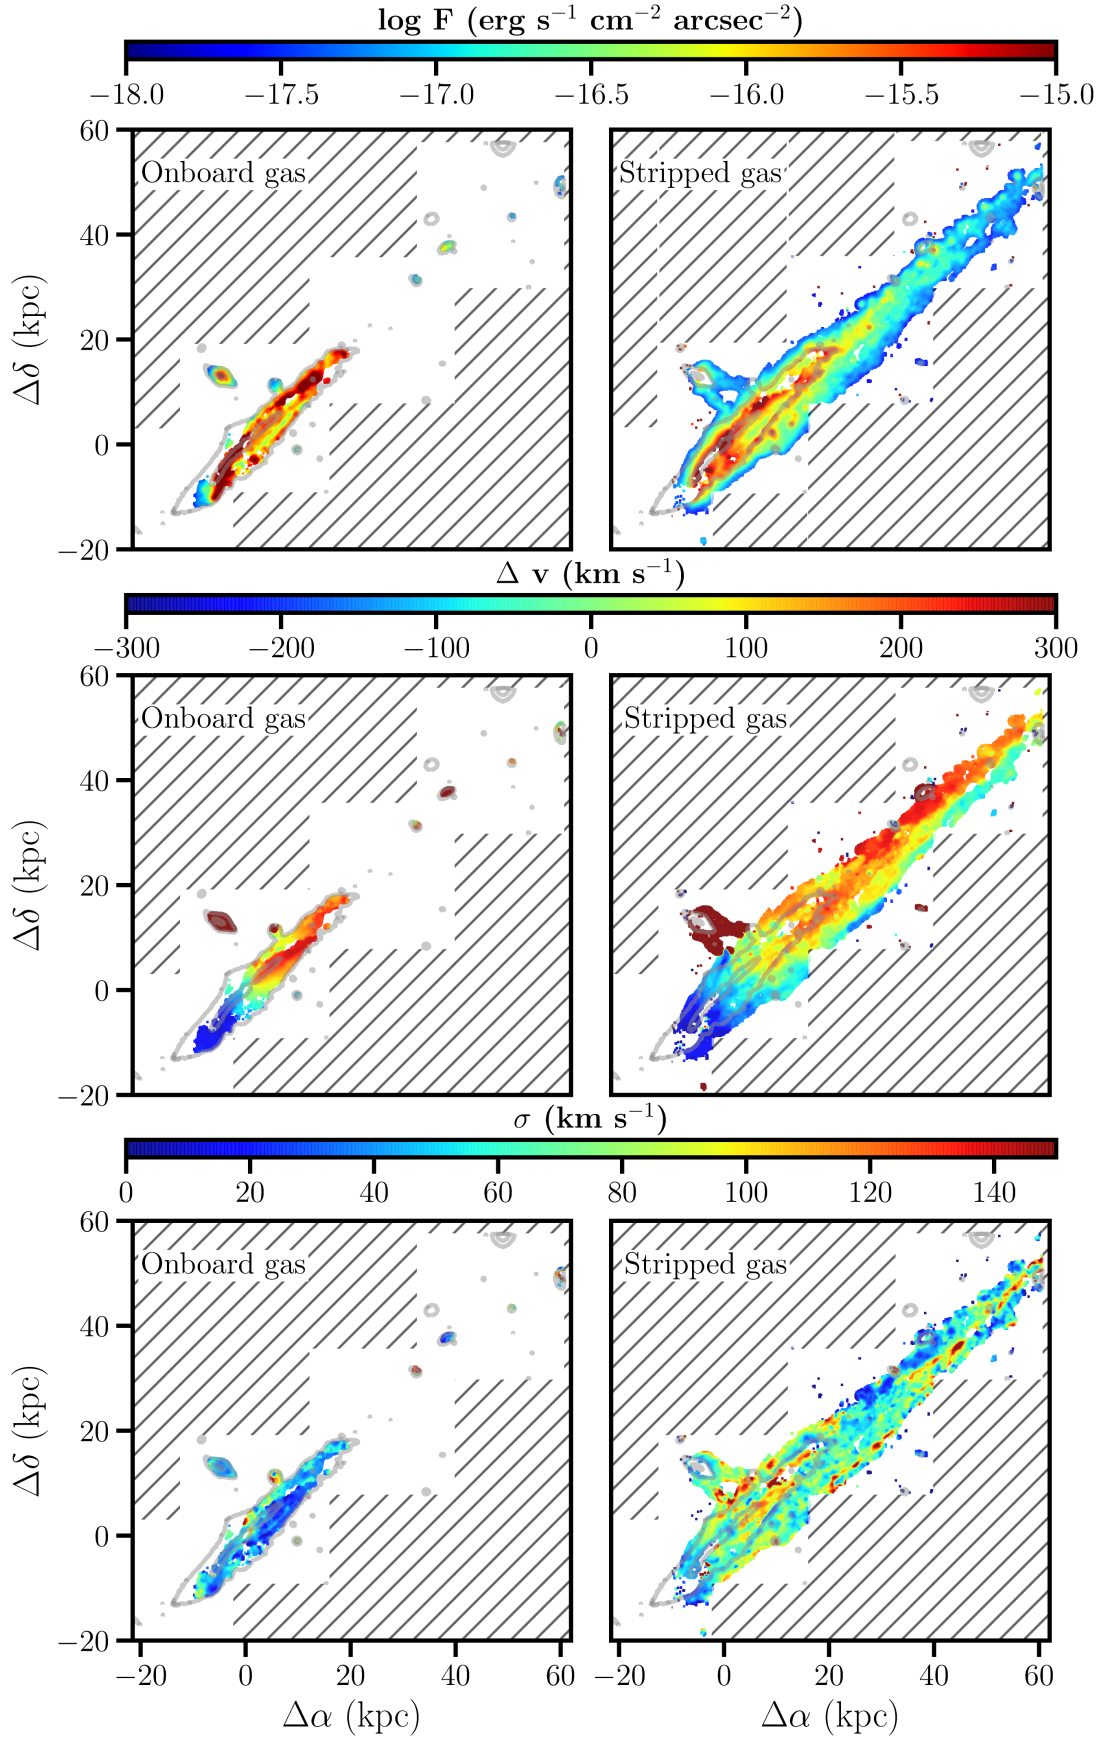 log F (erg s⁻¹ cm⁻² arcsec⁻²)
−18.0 −17.5 −17.0 −16.5 −16.0 −15.5 −15.0
60
Onboard gas Stripped gas
40
Δδ (kpc)
20
0
−20
Δ v (km s⁻¹)
−300 −200 −100 0 100 200 300
60
Onboard gas Stripped gas
40
Δδ (kpc)
20
0
−20
σ (km s⁻¹)
0 20 40 60 80 100 120 140
60
Onboard gas Stripped gas
40
Δδ (kpc)
20
0
−20
−20 0 20 40 60 −20 0 20 40 60
Δα (kpc) Δα (kpc)